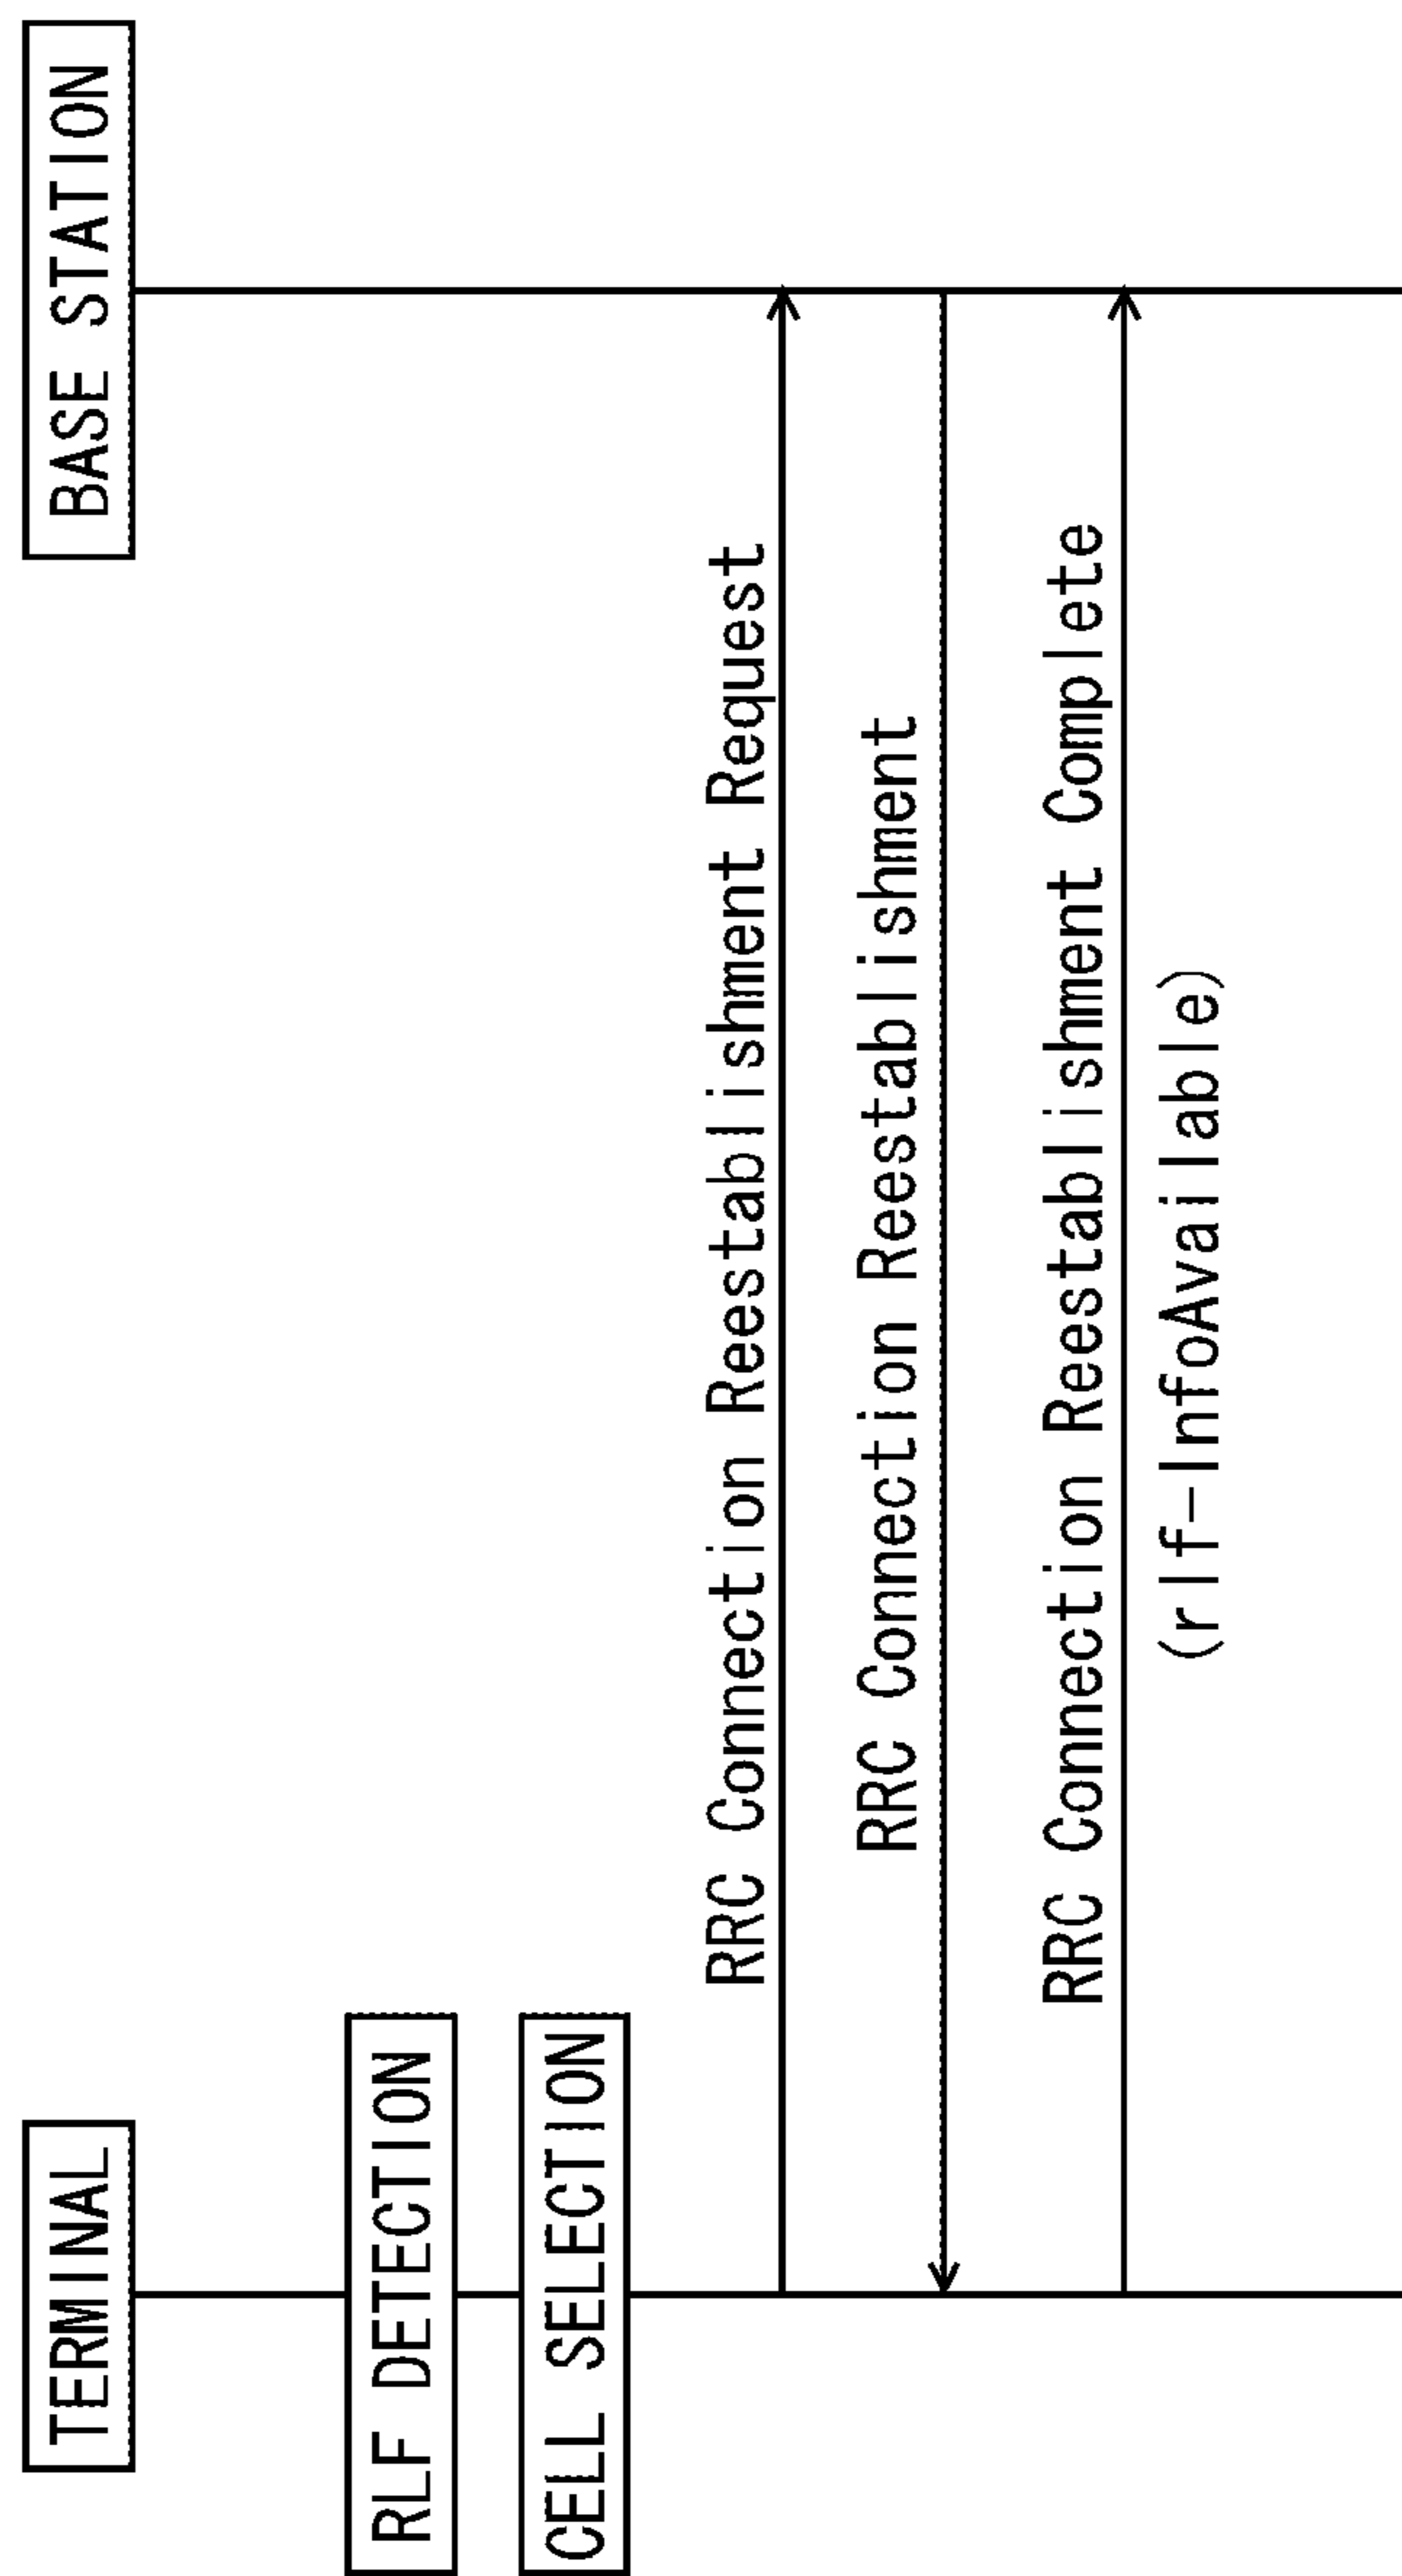 TERMINAL
BASE STATION
RLF DETECTION
CELL SELECTION
RRC Connection Reestablishment Request
RRC Connection Reestablishment
RRC Connection Reestablishment Complete
(rlf-InfoAvailable)